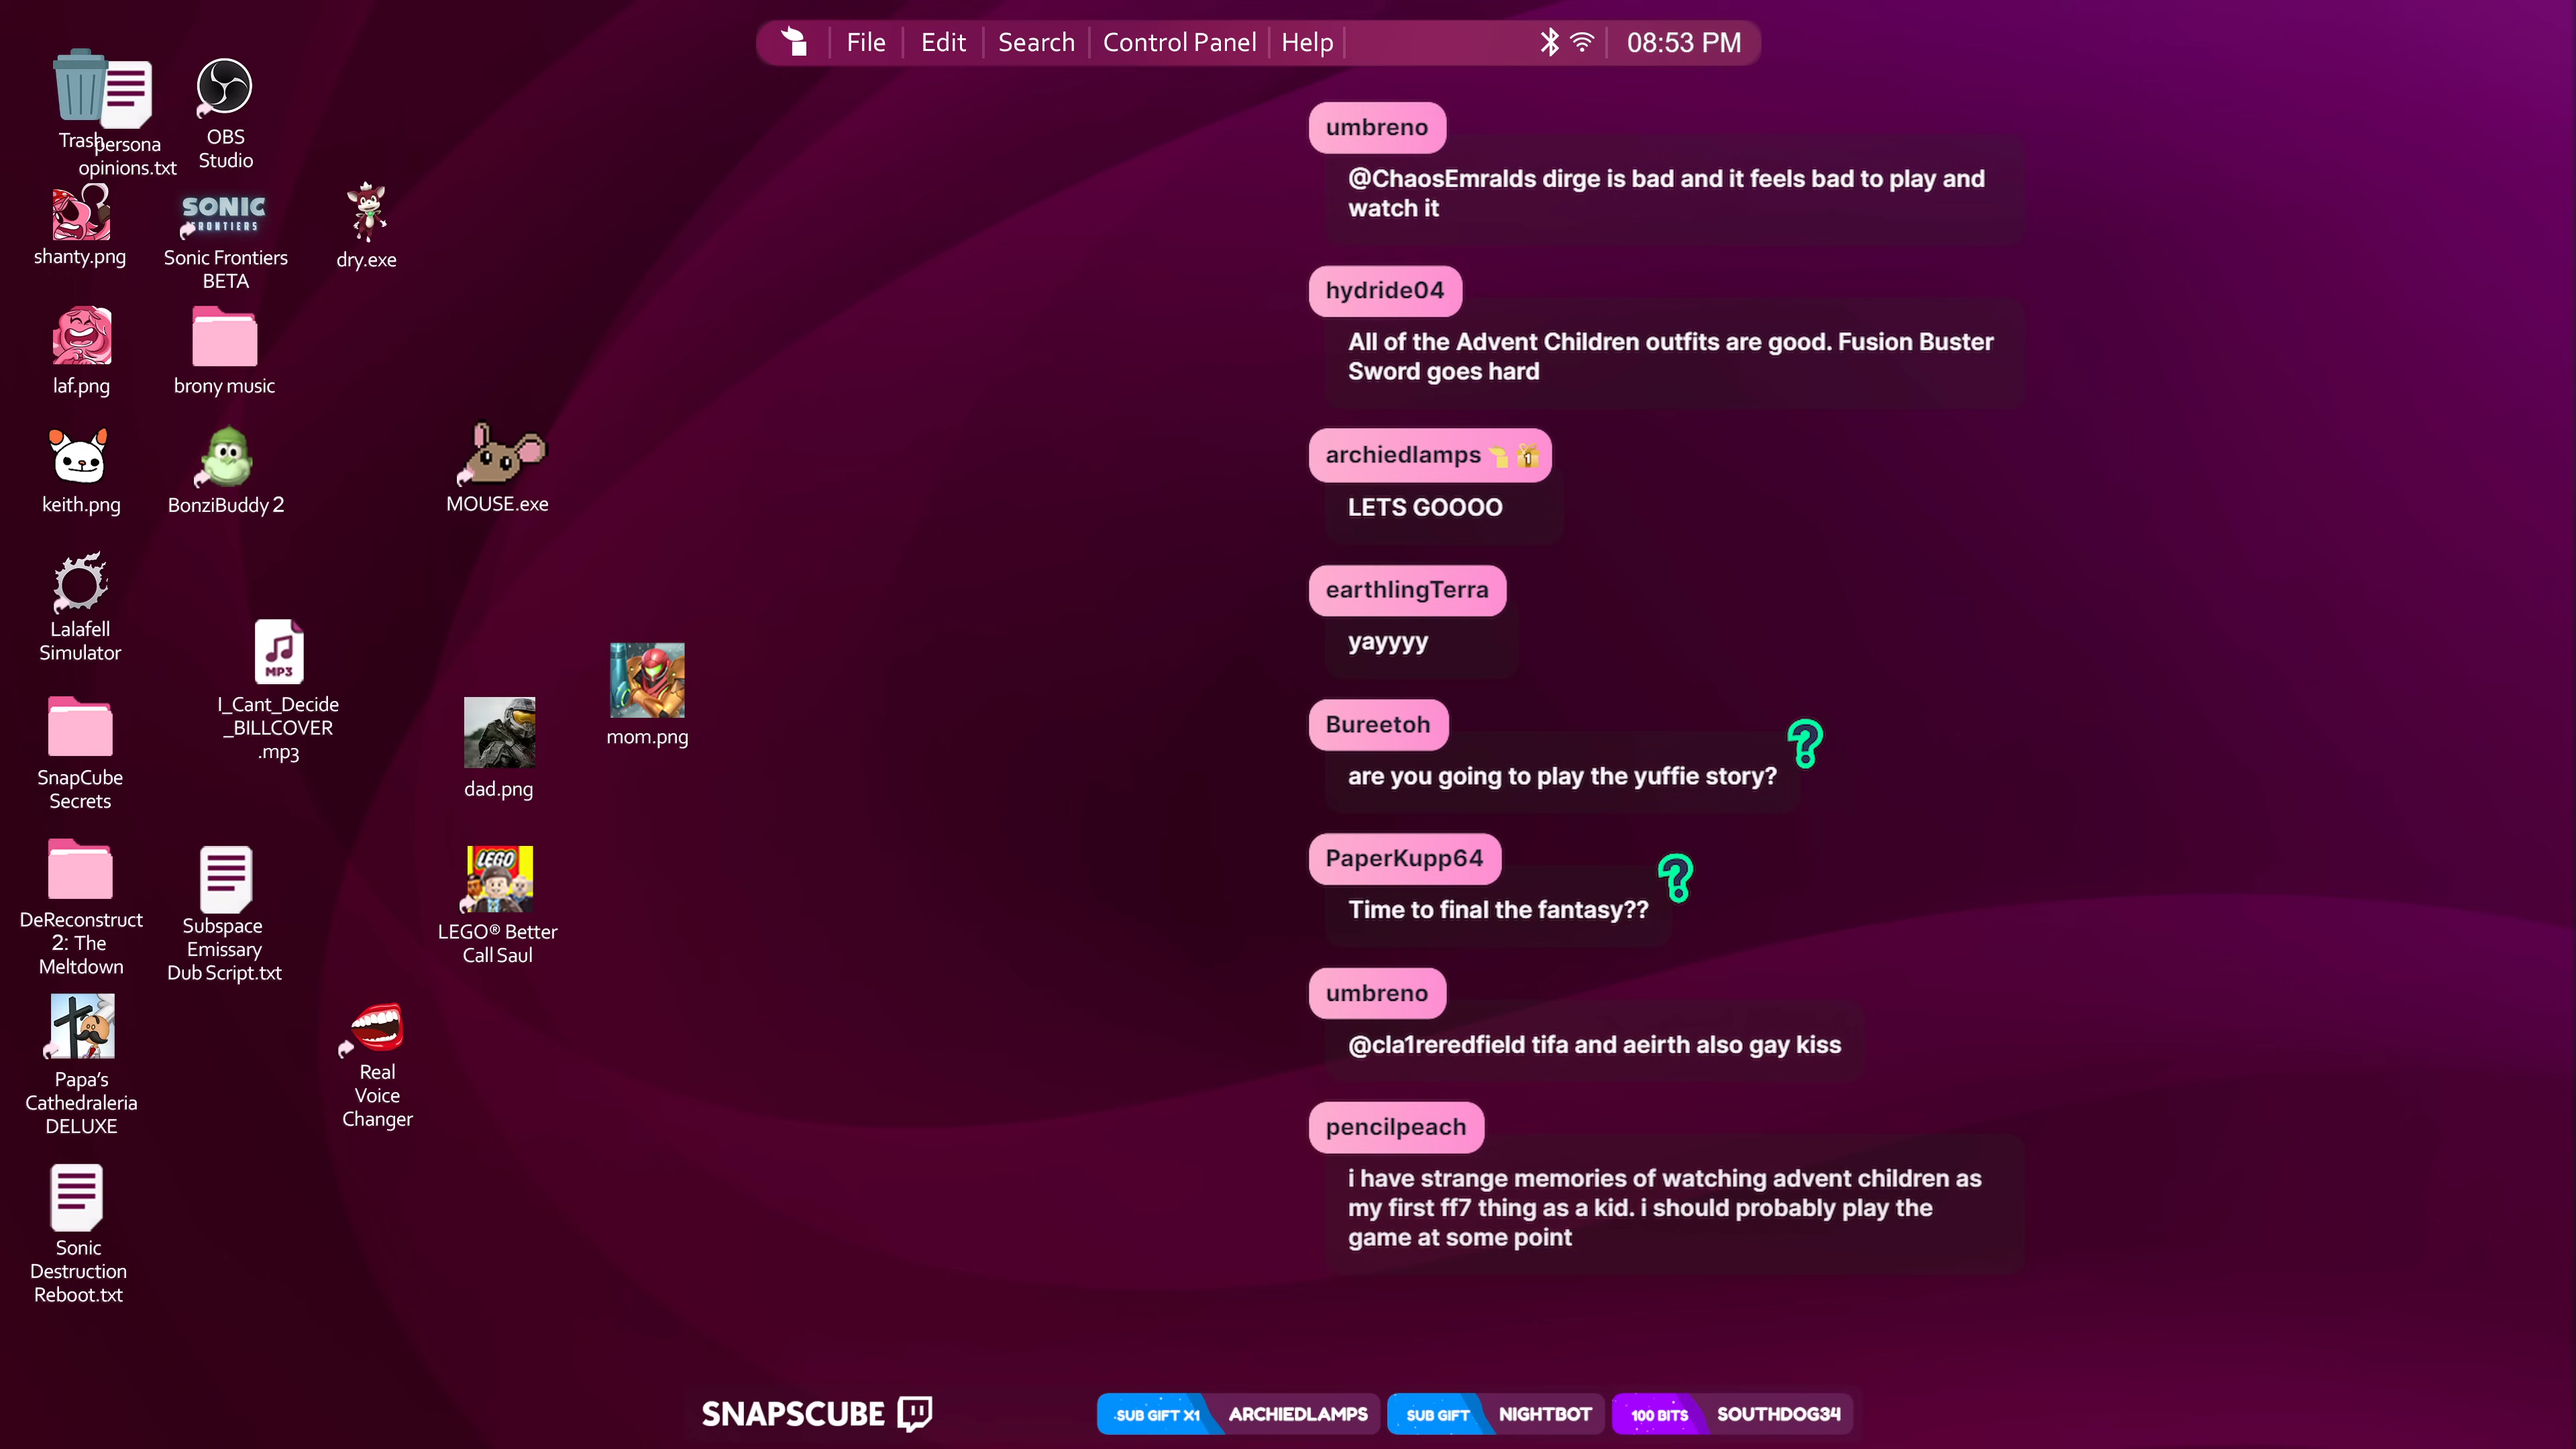 File
Edit
Search
Control Panel
Help
08:53 PM
Trash
persona
opinions.txt
OBS
Studio
shanty.png
SONIC
FRONTIERS
Sonic Frontiers
BETA
dry.exe
laf.png
brony music
keith.png
BonziBuddy 2
MOUSE.exe
Lalafell
Simulator
MP3
I_Cant_Decide
_BILLCOVER
.mp3
mom.png
dad.png
SnapCube
Secrets
DeReconstruct
2: The
Meltdown
Subspace
Emissary
Dub Script.txt
LEGO
LEGO® Better
Call Saul
Papa's
Cathedraleria
DELUXE
Real
Voice
Changer
Sonic
Destruction
Reboot.txt
umbreno
@ChaosEmralds dirge is bad and it feels bad to play and
watch it
hydride04
All of the Advent Children outfits are good. Fusion Buster
Sword goes hard
archiedlamps
1
LETS GOOOO
earthlingTerra
yayyyy
Bureetoh
are you going to play the yuffie story?
?
PaperKupp64
Time to final the fantasy??
?
umbreno
@cla1reredfield tifa and aeirth also gay kiss
pencilpeach
i have strange memories of watching advent children as
my first ff7 thing as a kid. i should probably play the
game at some point
SNAPSCUBE
SUB GIFT X1 ARCHIEDLAMPS
SUB GIFT NIGHTBOT
100 BITS SOUTHDOG34